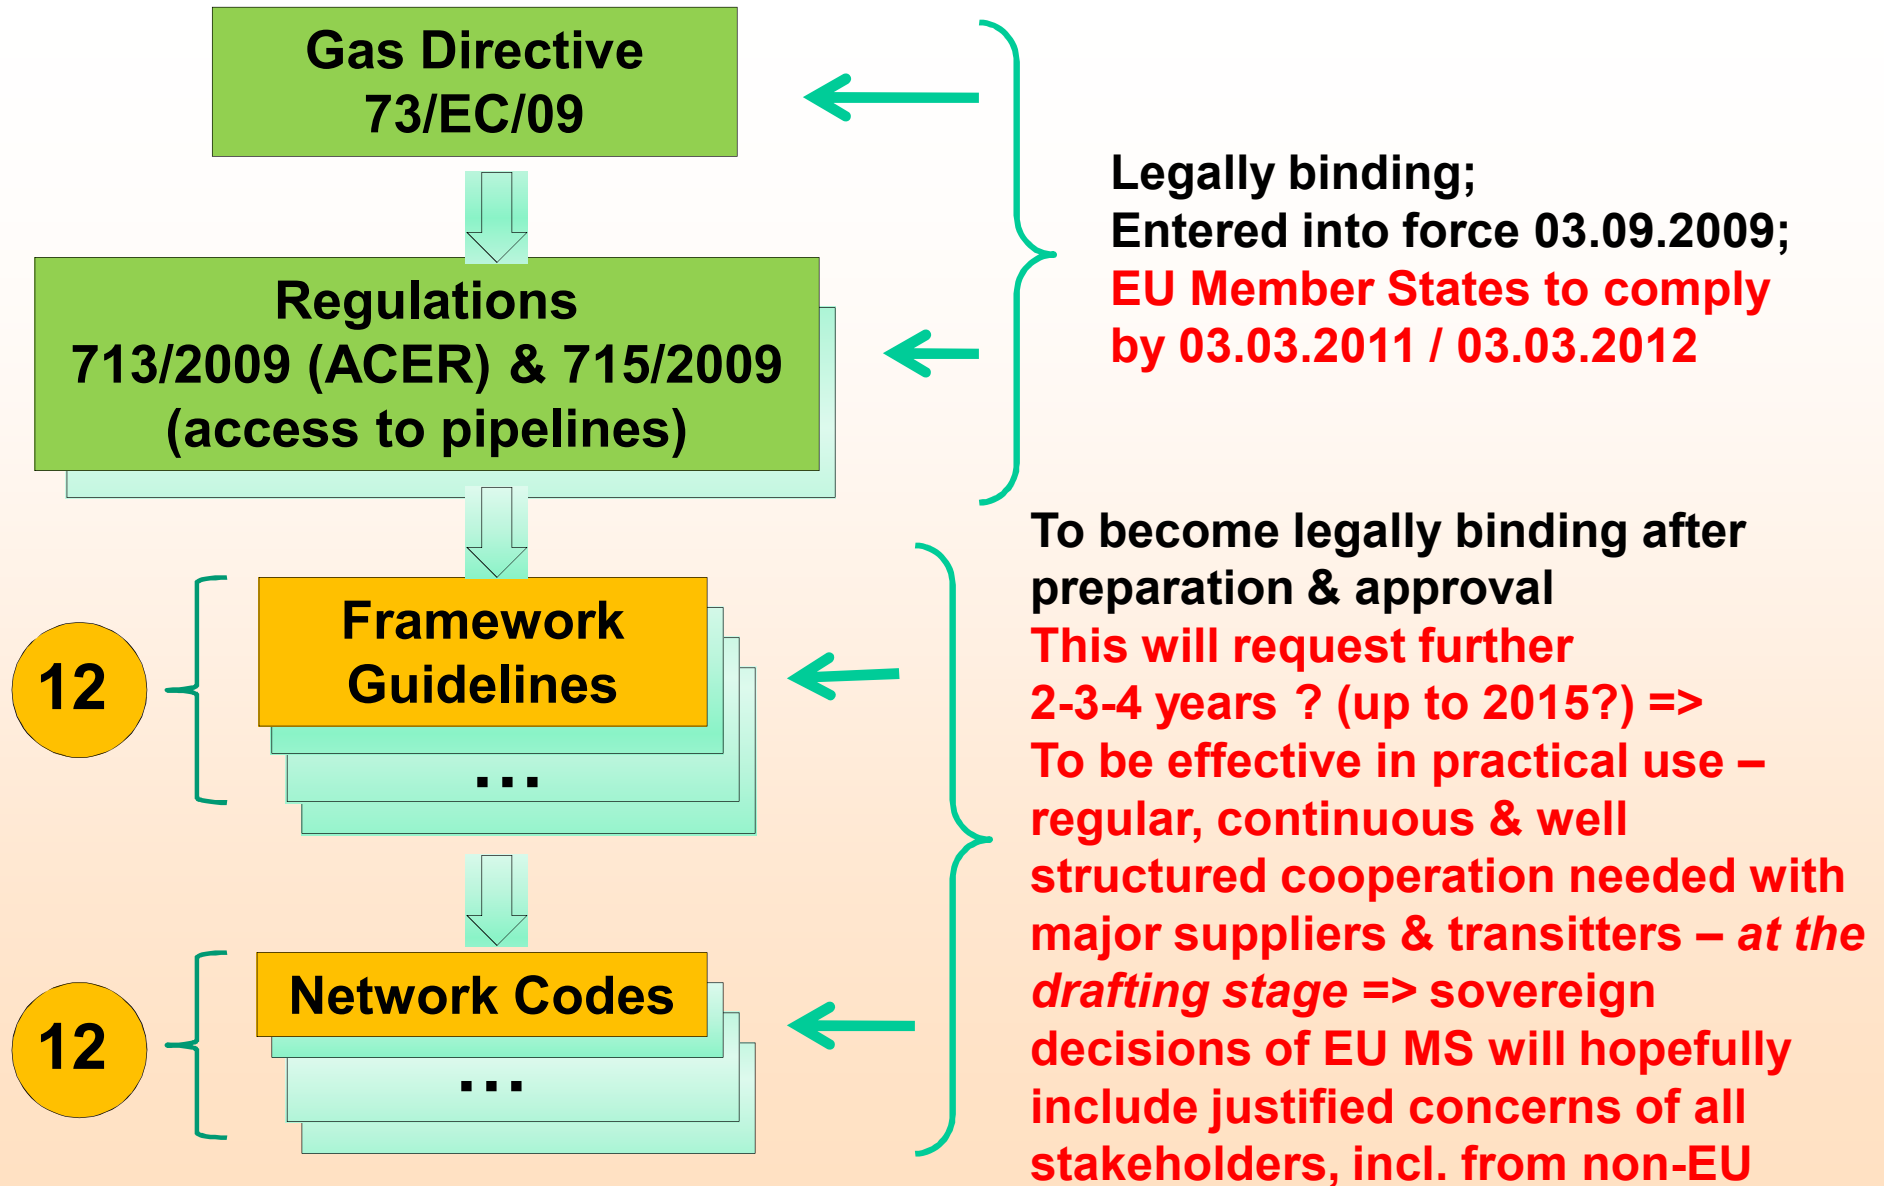 Gas Directive
73/EC/09
Regulations
713/2009 (ACER) & 715/2009
(access to pipelines)
Framework
Guidelines
...
12
Network Codes
...
12
Legally binding;
Entered into force 03.09.2009;
EU Member States to comply
by 03.03.2011 / 03.03.2012
To become legally binding after
preparation & approval
This will request further
2-3-4 years ? (up to 2015?) =>
To be effective in practical use –
regular, continuous & well
structured cooperation needed with
major suppliers & transitters – at the
drafting stage => sovereign
decisions of EU MS will hopefully
include justified concerns of all
stakeholders, incl. from non-EU